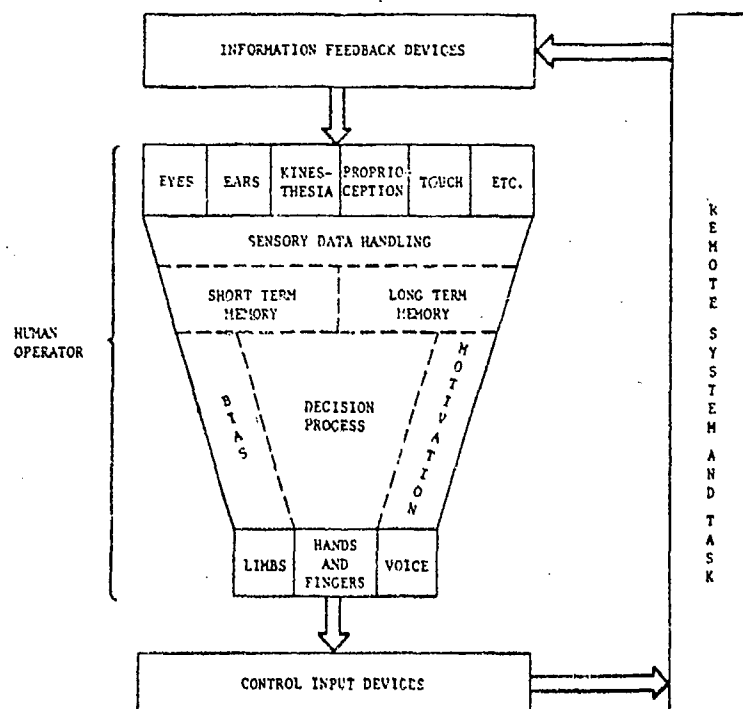 INFORMATION FEEDBACK DEVICES
EYES
EARS
KINES-
THESIA
PROPRIO-
CEPTION
TOUCH
ETC.
SENSORY DATA HANDLING
SHORT TERM
MEMORY
LONG TERM
MEMORY
HUMAN
OPERATOR
BIAS
DECISION
PROCESS
MOTIVATION
LIMBS
HANDS
AND
FINGERS
VOICE
CONTROL INPUT DEVICES
REMOTE SYSTEM AND TASK